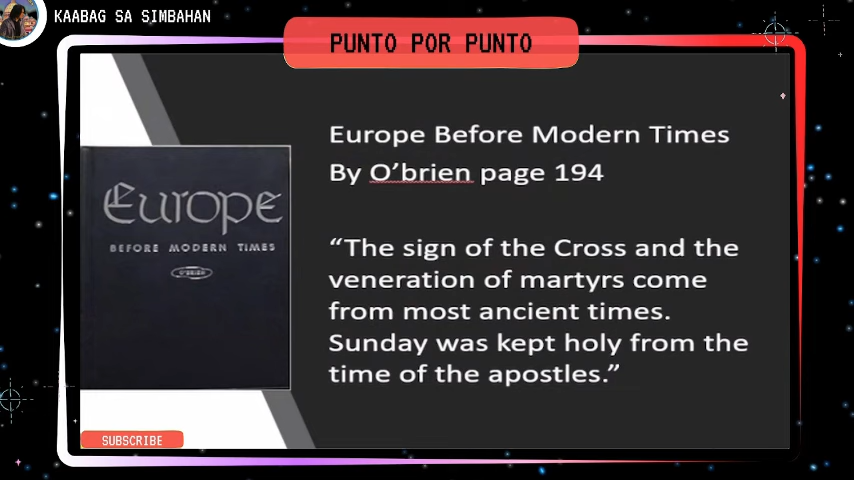 KAABAG SA SIMBAHAN
PUNTO POR PUNTO
Europe
BEFORE MODERN TIMES
O'BRIEN
Europe Before Modern Times
By O’brien page 194
“The sign of the Cross and the
veneration of martyrs come
from most ancient times.
Sunday was kept holy from the
time of the apostles.”
SUBSCRIBE